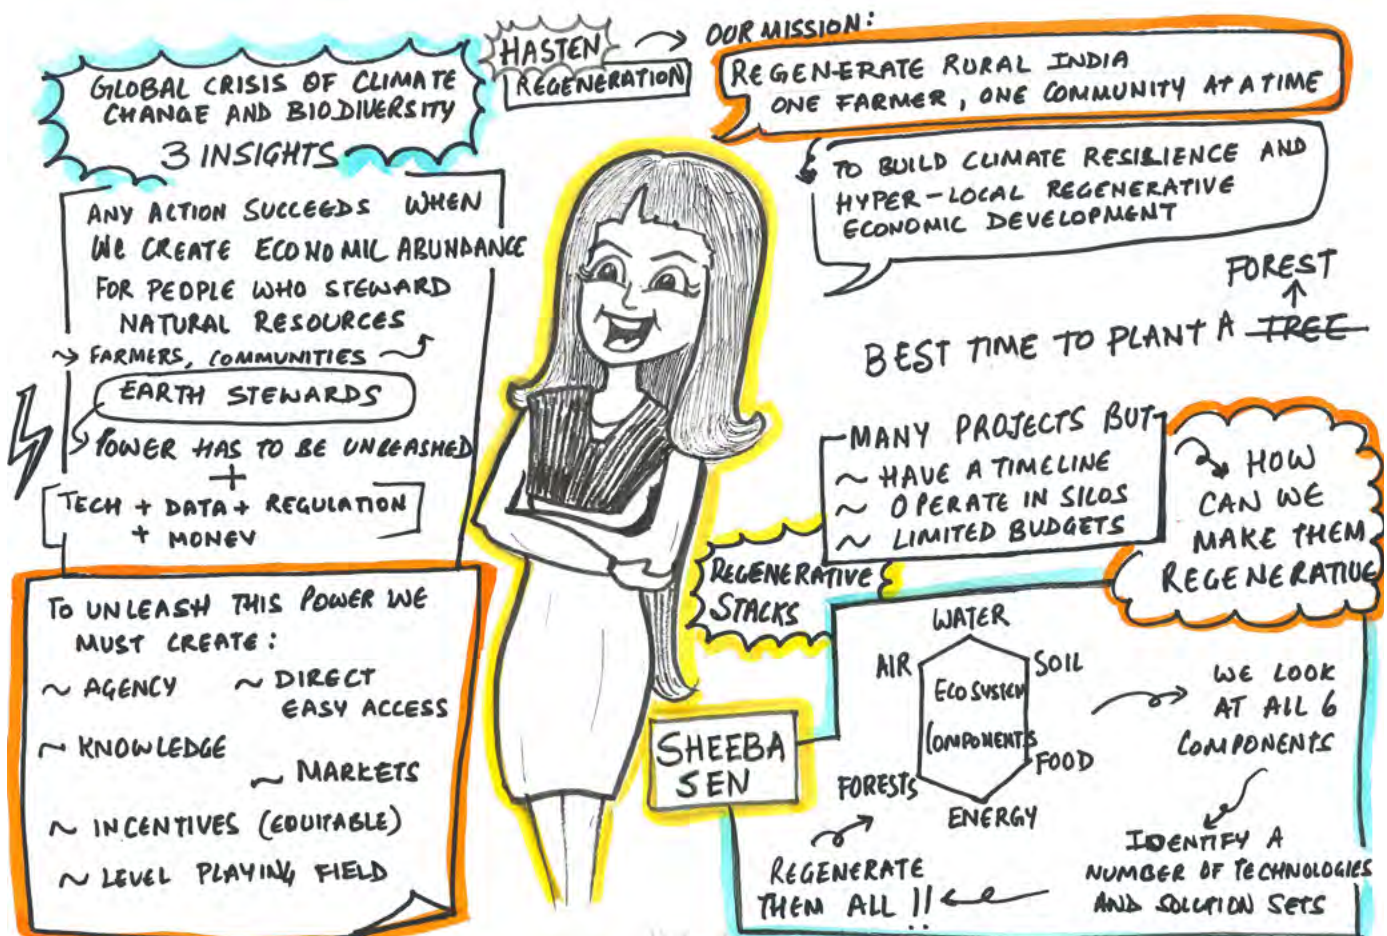 GLOBAL CRISIS OF CLIMATE
CHANGE AND BIODIVERSITY
3 INSIGHTS
ANY ACTION SUCCEEDS WHEN
WE CREATE ECONOMIC ABUNDANCE
FOR PEOPLE WHO STEWARD
NATURAL RESOURCES
~> FARMERS, COMMUNITIES
EARTH STEWARDS
POWER HAS TO BE UNLEASHED
+
[TECH + DATA + REGULATION
+ MONEY]
TO UNLEASH THIS POWER WE
MUST CREATE:
~ AGENCY
~ DIRECT
EASY ACCESS
~ KNOWLEDGE
~ MARKETS
~ INCENTIVES (EQUITABLE)
~ LEVEL PLAYING FIELD
HASTEN
REGENERATION
OUR MISSION:
REGENERATE RURAL INDIA
ONE FARMER, ONE COMMUNITY AT A TIME
TO BUILD CLIMATE RESILIENCE AND
HYPER-LOCAL REGENERATIVE
ECONOMIC DEVELOPMENT
FOREST
BEST TIME TO PLANT A TREE
MANY PROJECTS BUT
~ HAVE A TIMELINE
~ OPERATE IN SILOS
~ LIMITED BUDGETS
HOW
CAN WE
MAKE THEM
REGENERATIVE
REGENERATIVE
STACKS
SHEEBA
SEN
WATER
AIR
SOIL
ECOSYSTEM
COMPONENTS
FORESTS
FOOD
ENERGY
WE LOOK
AT ALL 6
COMPONENTS
IDENTIFY A
NUMBER OF TECHNOLOGIES
AND SOLUTION SETS
REGENERATE
THEM ALL !!